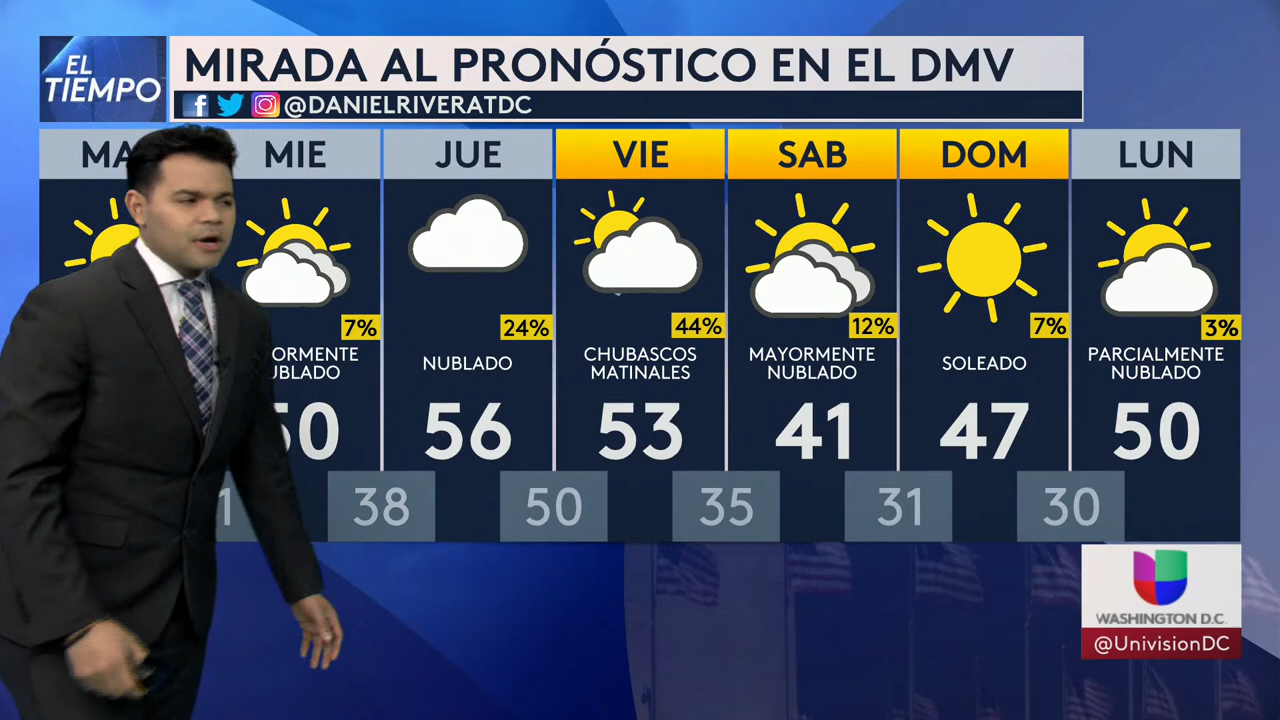 EL
TIEMPO
MIRADA AL PRONÓSTICO EN EL DMV
@DANIELRIVERATDC
MIE
JUE
VIE
SAB
DOM
LUN
7%
24%
44%
12%
7%
3%
NUBLADO
CHUBASCOS
MATINALES
MAYORMENTE
NUBLADO
SOLEADO
PARCIALMENTE
NUBLADO
50
56
53
41
47
50
38
50
35
31
30
WASHINGTON D.C.
@UnivisionDC